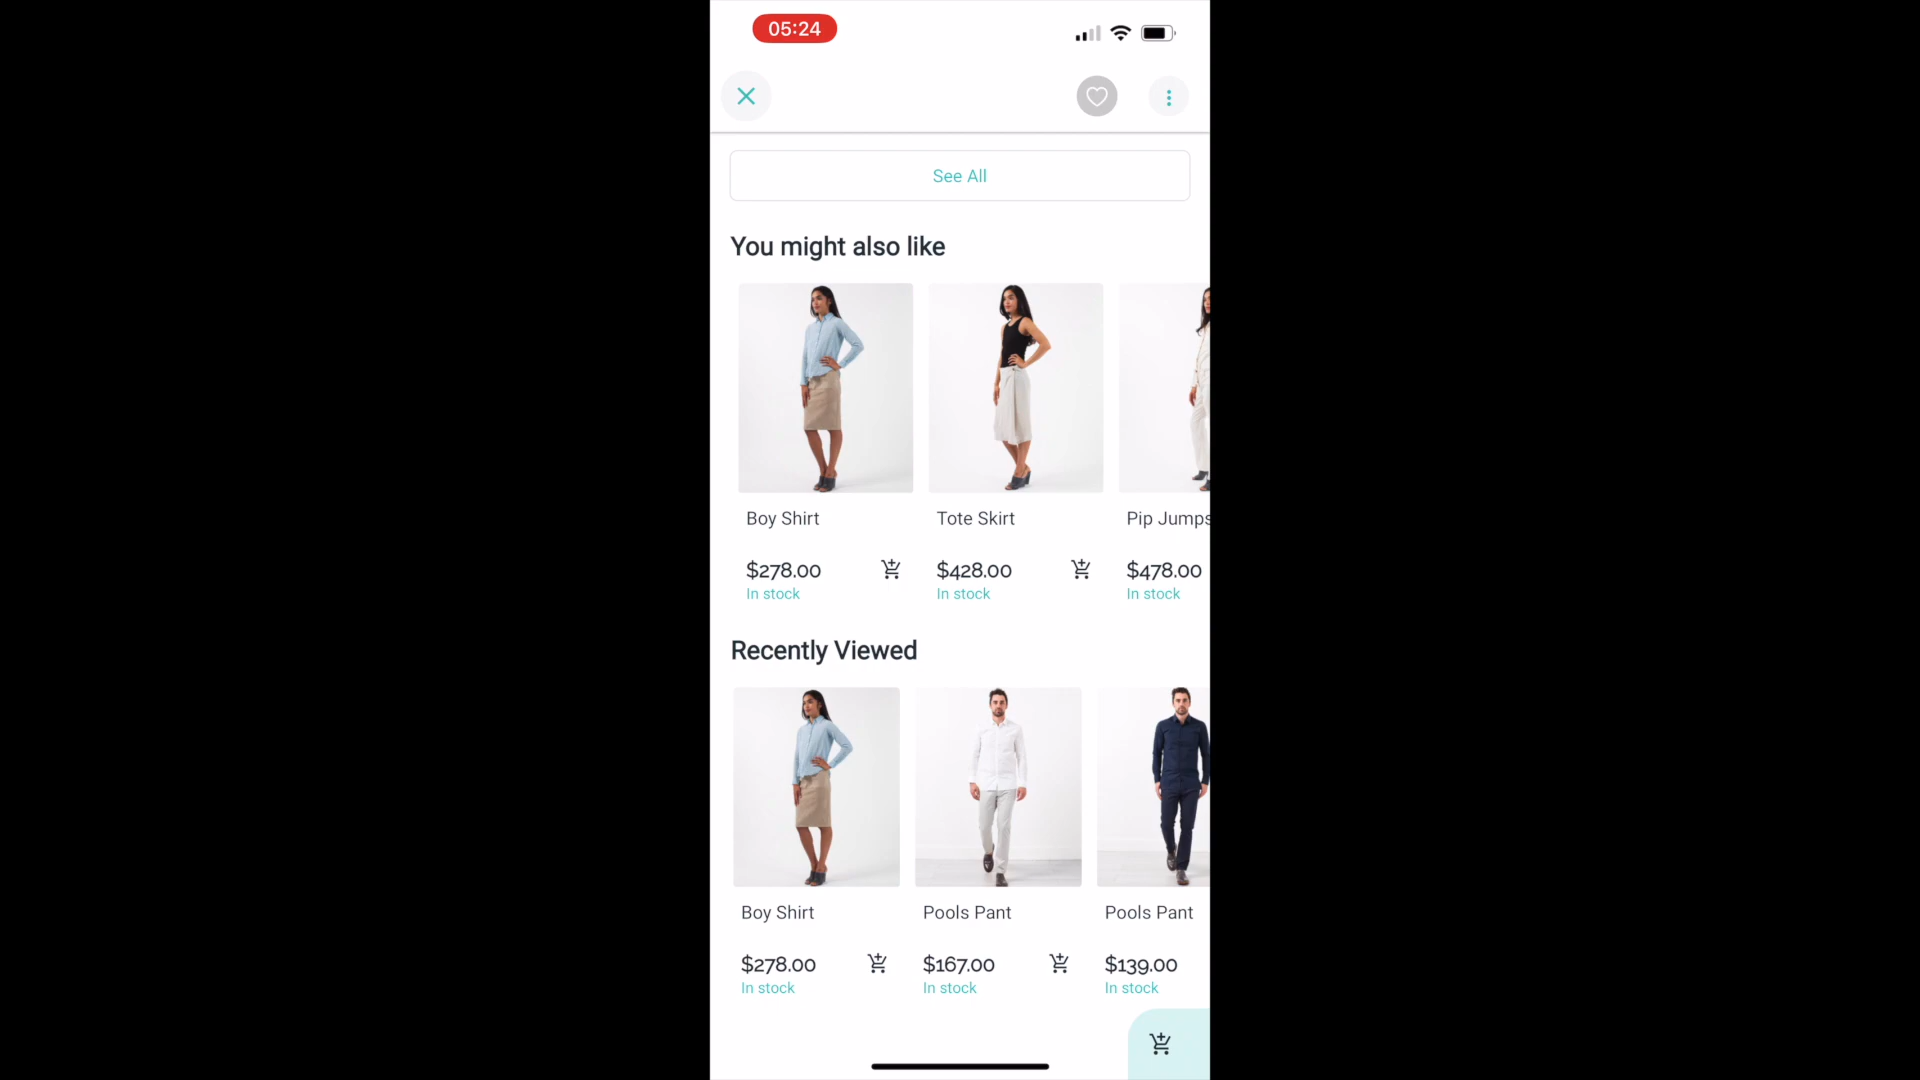 05:24
See All
You might also like
Boy Shirt
Tote Skirt
Pip Jumps
$278.00
$428.00
$478.00
In stock
In stock
In stock
Recently Viewed
Boy Shirt
Pools Pant
Pools Pant
$278.00
$167.00
$139.00
In stock
In stock
In stock